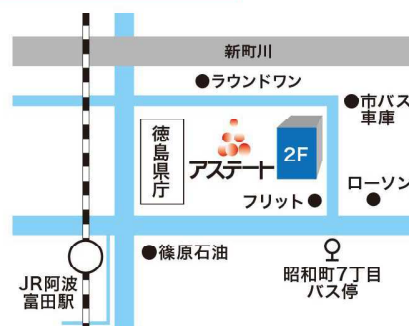 新町川
ラウンドワン
市バス
車庫
徳島県庁
アステート
2F
フリット
ローソン
篠原石油
昭和町7丁目
バス停
JR阿波
富田駅